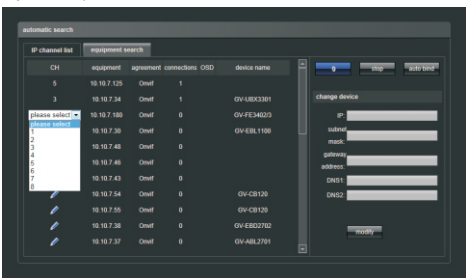 automatic search
IP channel list equipment search
CH equipment agreement connections OSD device name
5 10.10.7.125 Onvif 1
3 10.10.7.34 Onvif 1 GV-UBX3301
please select 10.10.7.180 Onvif 0 GV-FE3402/3
please select
1 10.10.7.30 Onvif 0 GV-EBL1100
2
3 10.10.7.48 Onvif 0
4
5 10.10.7.46 Onvif 0
6
7 10.10.7.43 Onvif 0
8
10.10.7.54 Onvif 0 GV-CB120
10.10.7.55 Onvif 0 GV-CB120
10.10.7.38 Onvif 0 GV-EBD2702
10.10.7.37 Onvif 0 GV-ABL2701
9 stop auto bind
change device
IP:
subnet
mask:
gateway
address:
DNS1:
DNS2:
modify